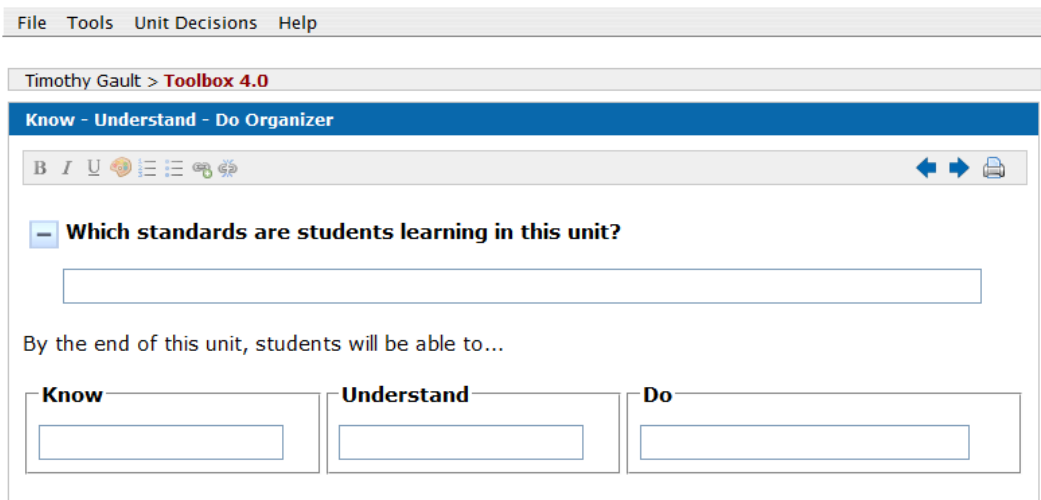 File Tools Unit Decisions Help
Timothy Gault > Toolbox 4.0
Know - Understand - Do Organizer
B I U
Which standards are students learning in this unit?
By the end of this unit, students will be able to...
Know Understand Do